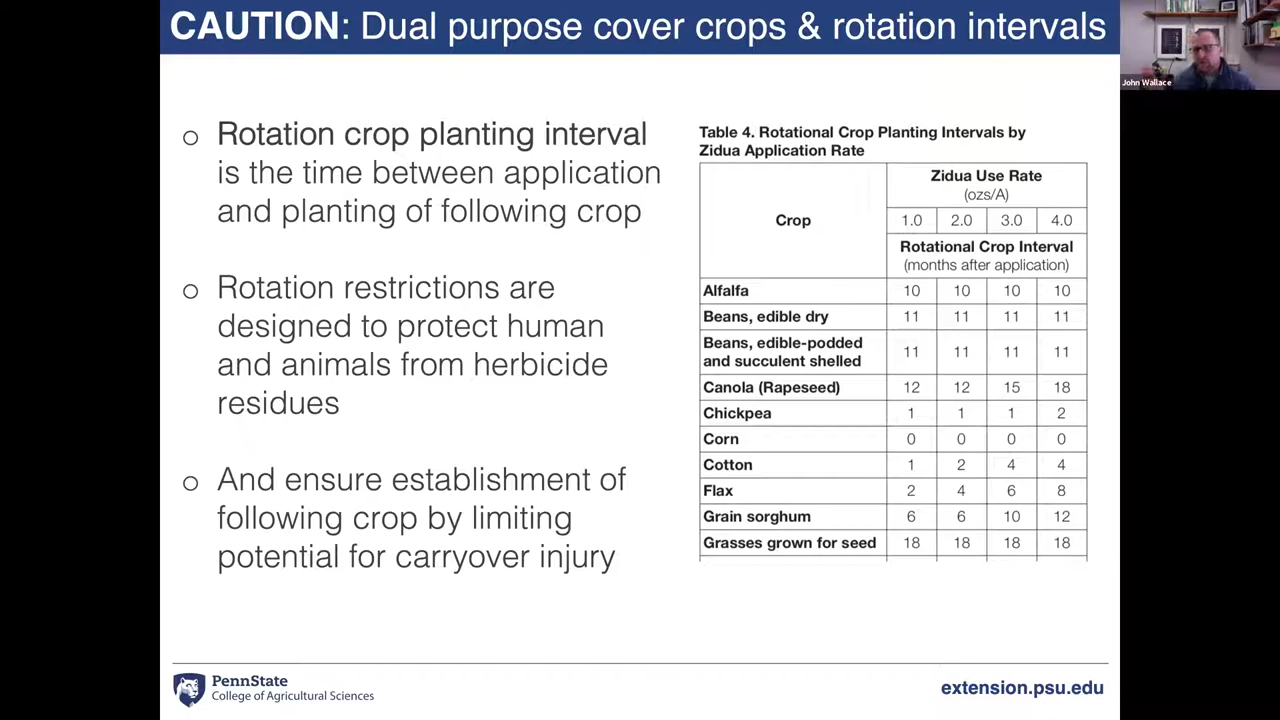 CAUTION: Dual purpose cover crops & rotation intervals
John Wallace
o Rotation crop planting interval
is the time between application
and planting of following crop
o Rotation restrictions are
designed to protect human
and animals from herbicide
residues
o And ensure establishment of
following crop by limiting
potential for carryover injury
Table 4. Rotational Crop Planting Intervals by
Zidua Application Rate
Crop
Zidua Use Rate
(ozs/A)
1.0 2.0 3.0 4.0
Rotational Crop Interval
(months after application)
Alfalfa 10 10 10 10
Beans, edible dry 11 11 11 11
Beans, edible-podded
and succulent shelled 11 11 11 11
Canola (Rapeseed) 12 12 15 18
Chickpea 1 1 1 2
Corn 0 0 0 0
Cotton 1 2 4 4
Flax 2 4 6 8
Grain sorghum 6 6 10 12
Grasses grown for seed 18 18 18 18
PennState
College of Agricultural Sciences
extension.psu.edu